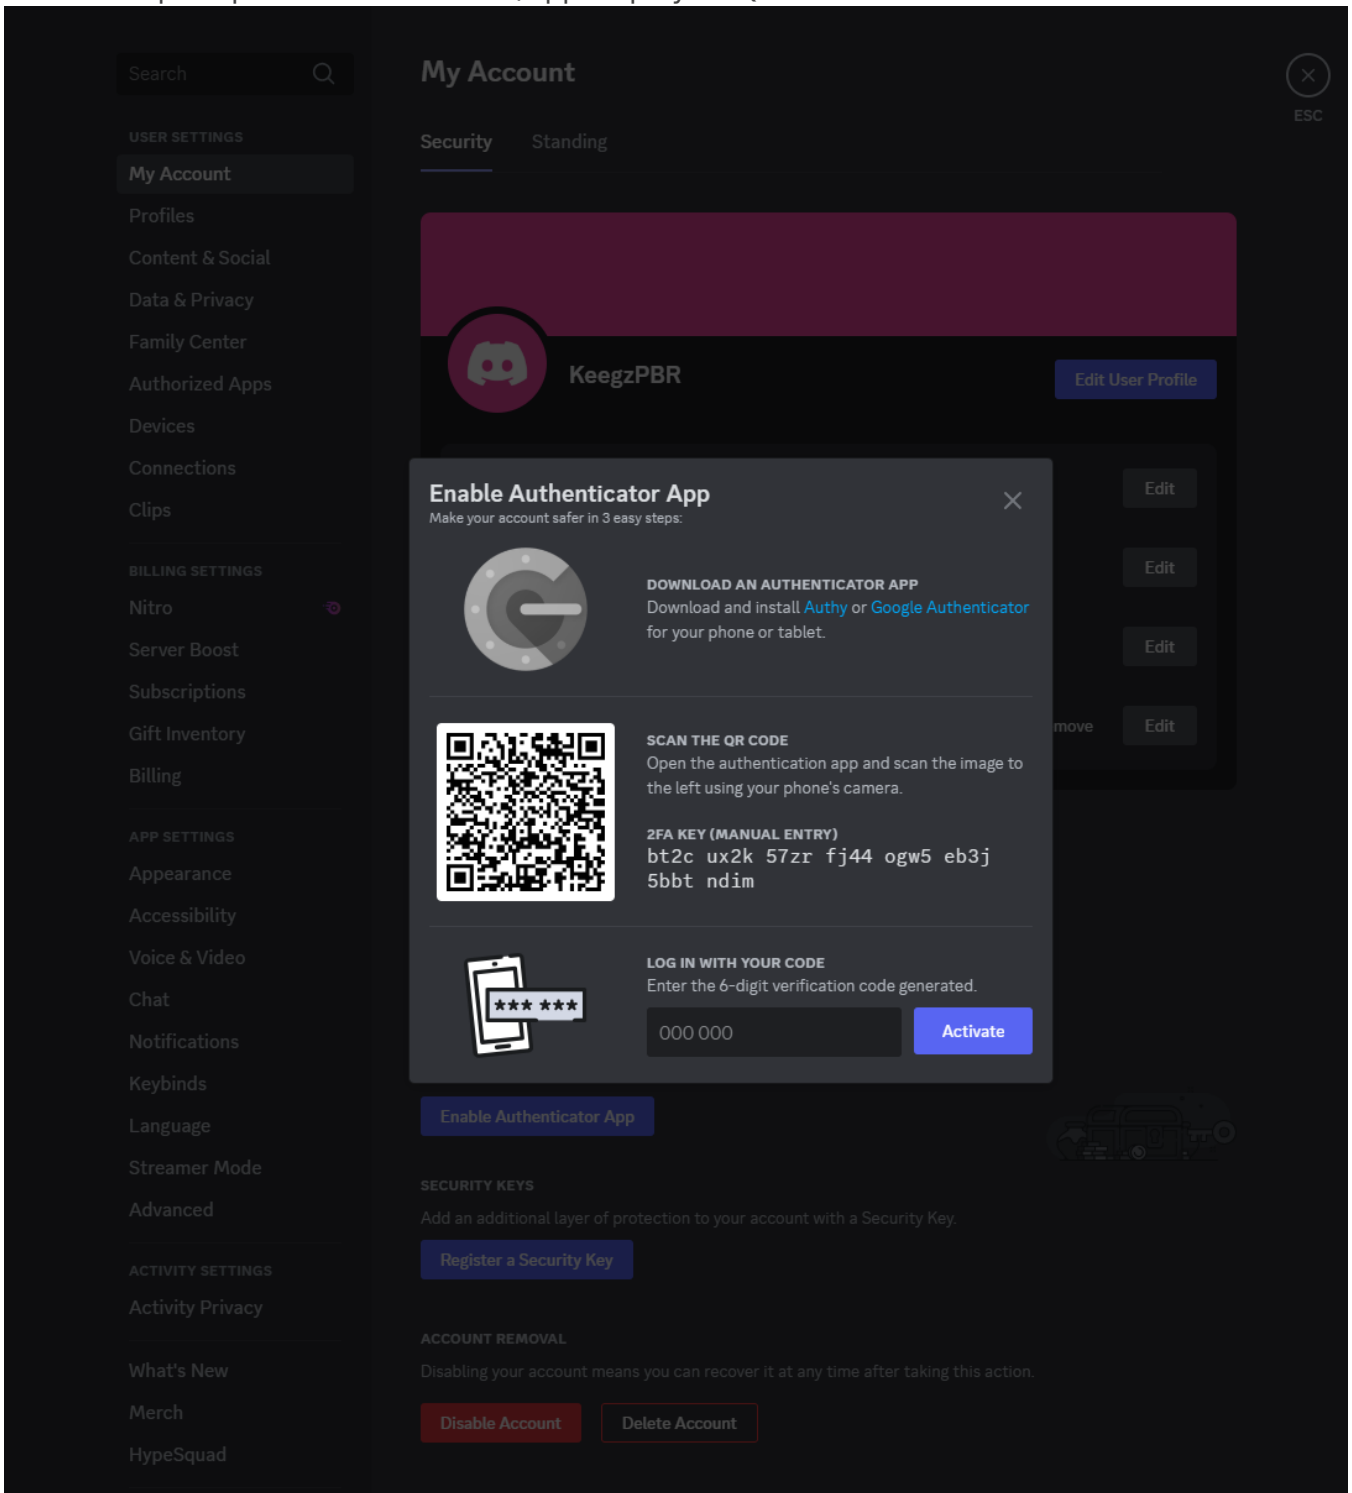 Search
USER SETTINGS
My Account
Profiles
Content & Social
Data & Privacy
Family Center
Authorized Apps
Devices
Connections
Clips
BILLING SETTINGS
Nitro
Server Boost
Subscriptions
Gift Inventory
Billing
APP SETTINGS
Appearance
Accessibility
Voice & Video
Chat
Notifications
Keybinds
Language
Streamer Mode
Advanced
ACTIVITY SETTINGS
Activity Privacy
What's New
Merch
HypeSquad
My Account
ESC
Security Standing
KeegzPBR
Edit User Profile
Edit
Edit
Edit
Edit
Enable Authenticator App
Make your account safer in 3 easy steps:
DOWNLOAD AN AUTHENTICATOR APP
Download and install Authy or Google Authenticator
for your phone or tablet.
SCAN THE QR CODE
Open the authentication app and scan the image to
the left using your phone's camera.
2FA KEY (MANUAL ENTRY)
bt2c ux2k 57zr fj44 ogw5 eb3j
5bbt ndim
*** ***
LOG IN WITH YOUR CODE
Enter the 6-digit verification code generated.
000 000
Activate
Enable Authenticator App
SECURITY KEYS
Add an additional layer of protection to your account with a Security Key.
Register a Security Key
ACCOUNT REMOVAL
Disabling your account means you can recover it at any time after taking this action.
Disable Account
Delete Account